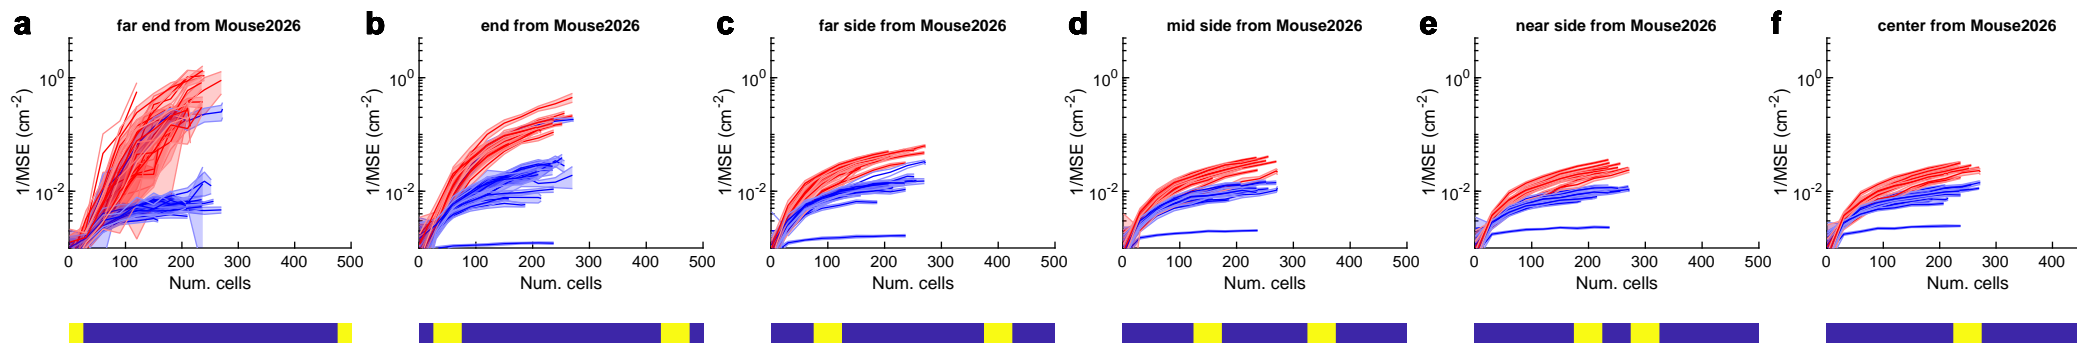 a
far end from Mouse2026
1/MSE (cm-2)
10^0
10^-2
0 100 200 300 400 500
Num. cells
b
end from Mouse2026
1/MSE (cm-2)
10^0
10^-2
0 100 200 300 400 500
Num. cells
c
far side from Mouse2026
1/MSE (cm-2)
10^0
10^-2
0 100 200 300 400 500
Num. cells
d
mid side from Mouse2026
1/MSE (cm-2)
10^0
10^-2
0 100 200 300 400 500
Num. cells
e
near side from Mouse2026
1/MSE (cm-2)
10^0
10^-2
0 100 200 300 400 500
Num. cells
f
center from Mouse2026
1/MSE (cm-2)
10^0
10^-2
0 100 200 300 400
Num. cells